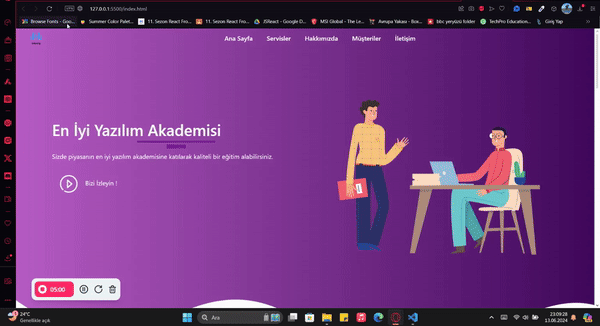 127.0.0.1:5500/index.html
Browse Fonts - Goo...
Summer Color Palet...
11. Sezon React Fro...
11. Sezon React Fro...
JSReact - Google D...
MSI Global - The Le...
Avrupa Yakası - Box...
bbc yeryüzü folder
TechPro Education...
Giriş Yap
Ana Sayfa
Servisler
Hakkımızda
Müşteriler
İletişim
En İyi Yazılım Akademisi
Sizde piyasanın en iyi yazılım akademisine katılarak kaliteli bir eğitim alabilirsiniz.
Bizi İzleyin !
05:00
24°C
Genellikle açık
Ara
23:09:28
13.06.2024